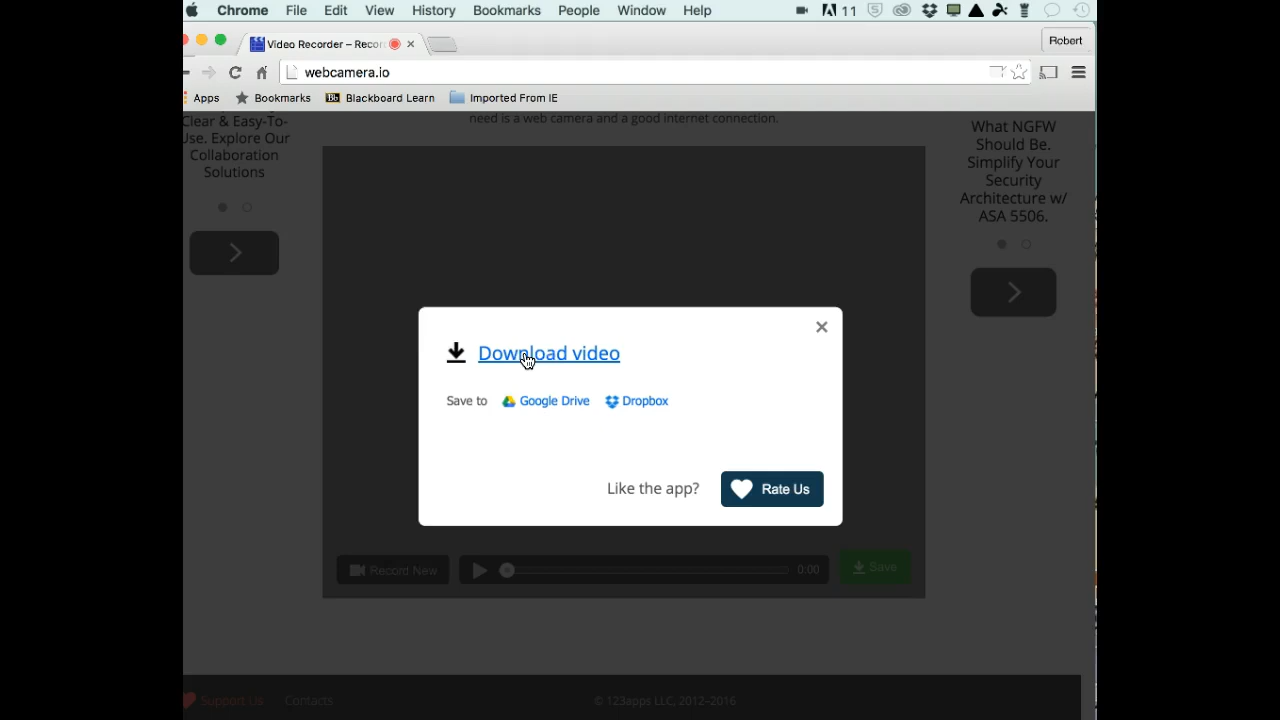 Chrome File Edit View History Bookmarks People Window Help 11
Video Recorder – Recor
Robert
webcamera.io
Apps Bookmarks Bb Blackboard Learn Imported From IE
need is a web camera and a good internet connection.
Clear & Easy-To-
Use. Explore Our
Collaboration
Solutions
What NGFW
Should Be.
Simplify Your
Security
Architecture w/
ASA 5506.
Download video
Save to Google Drive Dropbox
Like the app? Rate Us
Record New 0:00 Save
Support Us Contacts © 123apps LLC, 2012–2016